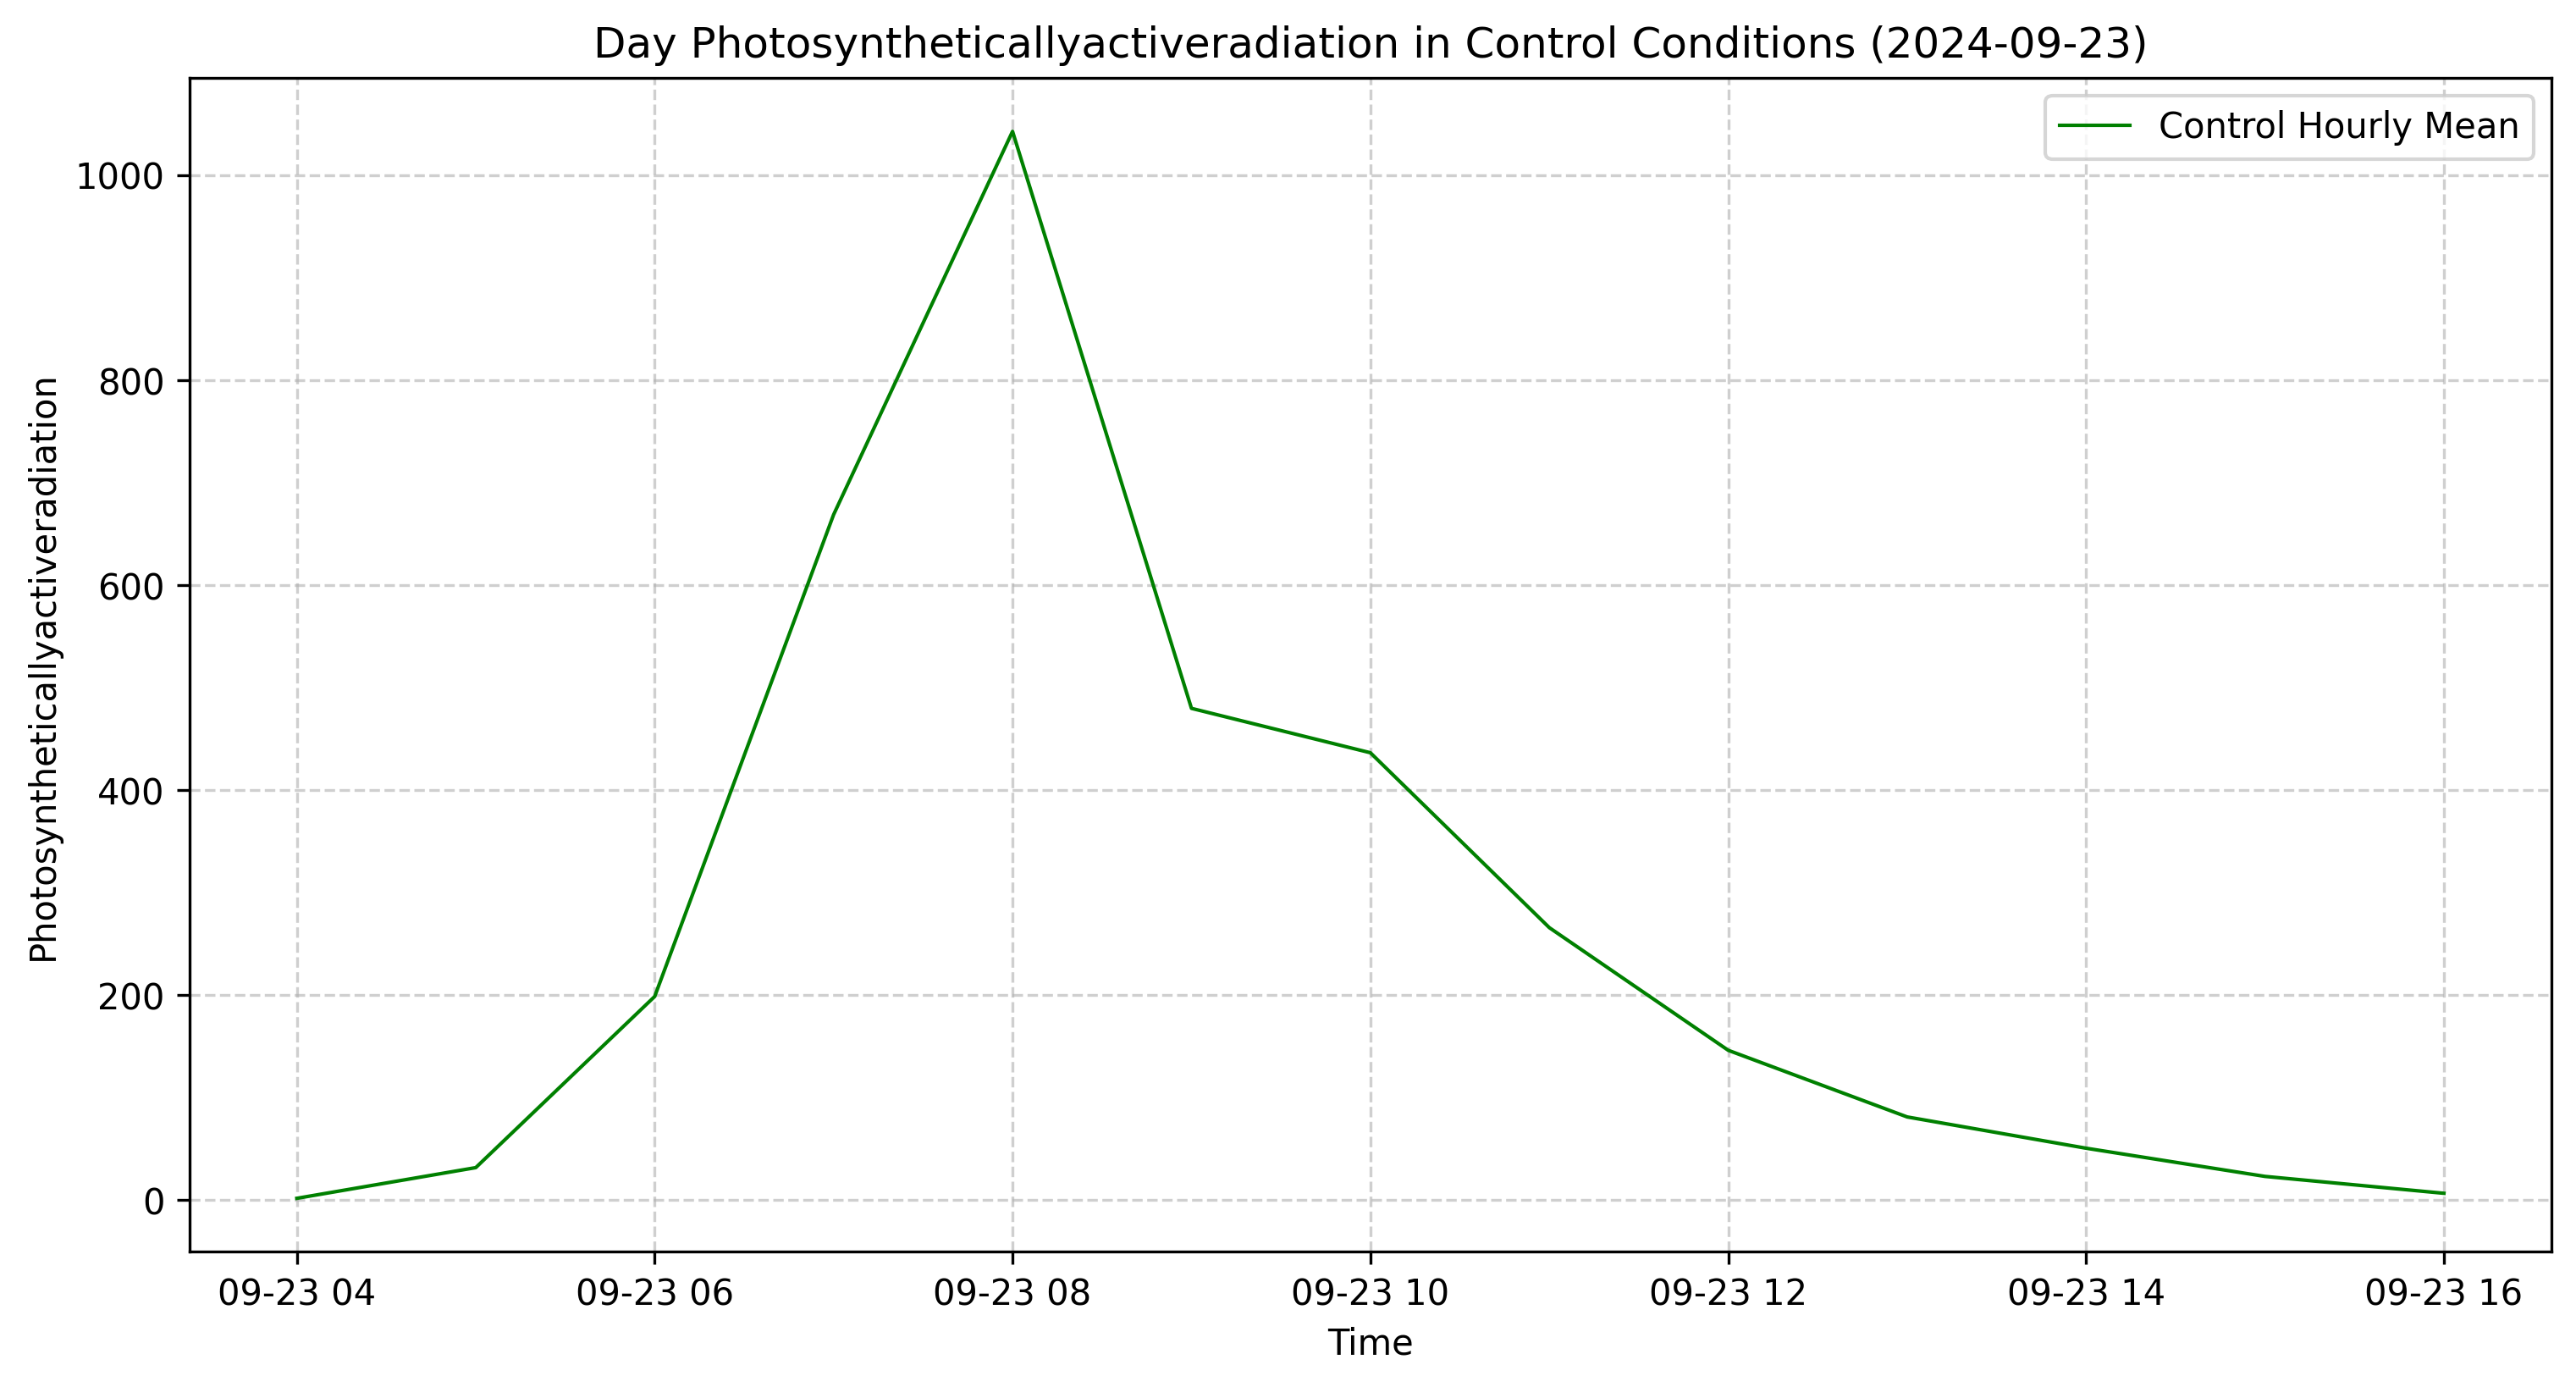 Day Photosyntheticallyactiveradiation in Control Conditions (2024-09-23)
Control Hourly Mean
Photosyntheticallyactiveradiation
1000
800
600
400
200
0
09-23 04 09-23 06 09-23 08 09-23 10 09-23 12 09-23 14 09-23 16
Time